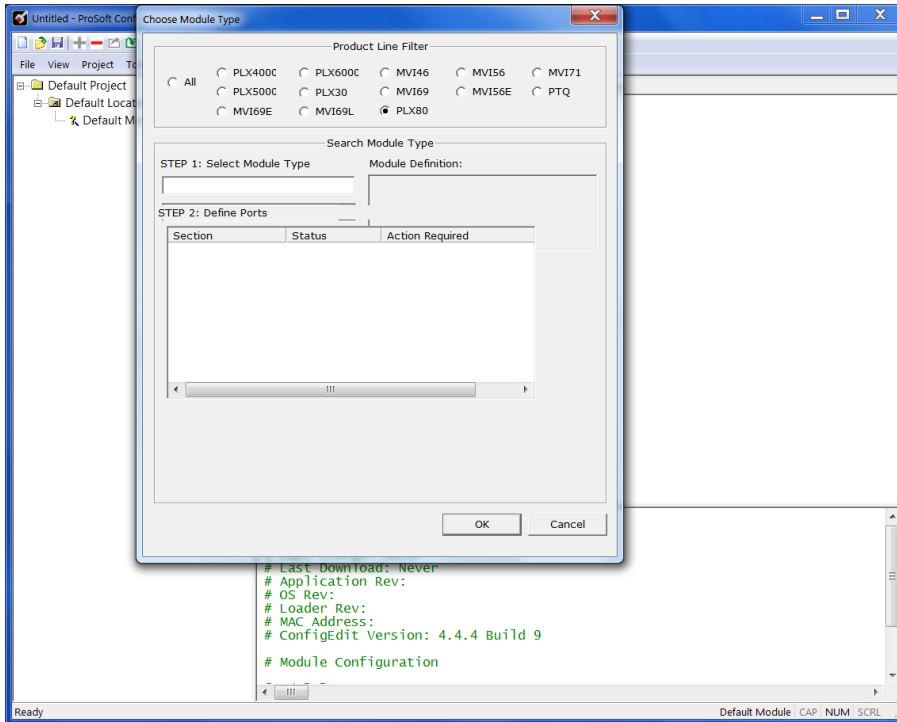 Untitled - ProSoft Conf
Choose Module Type
File View Project To
Default Project
Default Locat
Default M
Product Line Filter
All
PLX4000 PLX6000 MVI46 MVI56 MVI71
PLX5000 PLX30 MVI69 MVI56E PTQ
MVI69E MVI69L PLX80
Search Module Type
STEP 1: Select Module Type Module Definition:
STEP 2: Define Ports
Section Status Action Required
OK Cancel
# Last Download: Never
# Application Rev:
# OS Rev:
# Loader Rev:
# MAC Address:
# ConfigEdit Version: 4.4.4 Build 9
# Module Configuration
Ready Default Module CAP NUM SCRL